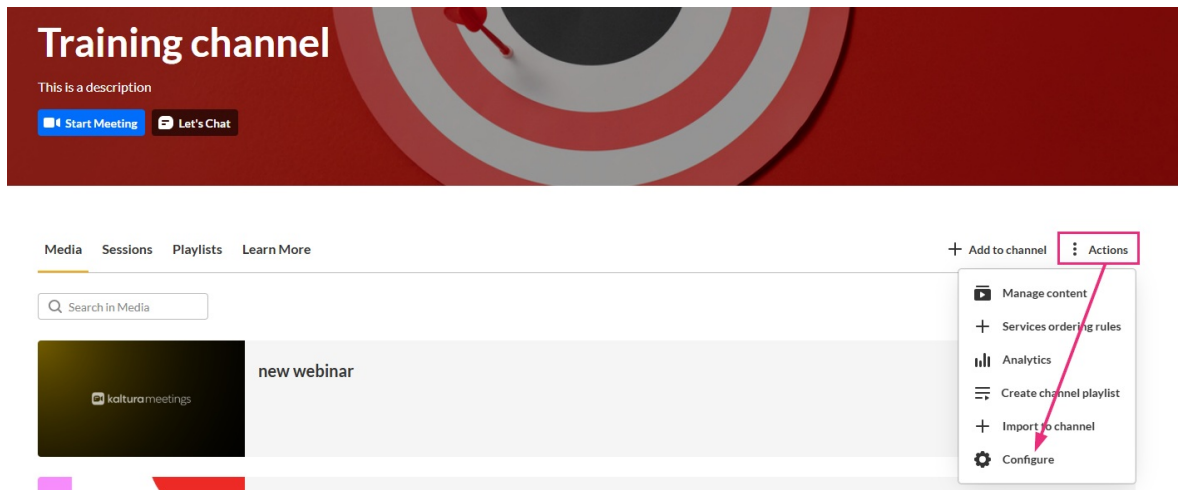 Training channel
This is a description
Start Meeting Let's Chat
Media Sessions Playlists Learn More + Add to channel Actions
Search in Media
Manage content
+ Services ordering rules
Analytics
Create channel playlist
+ Import to channel
Configure
new webinar
kaltura meetings